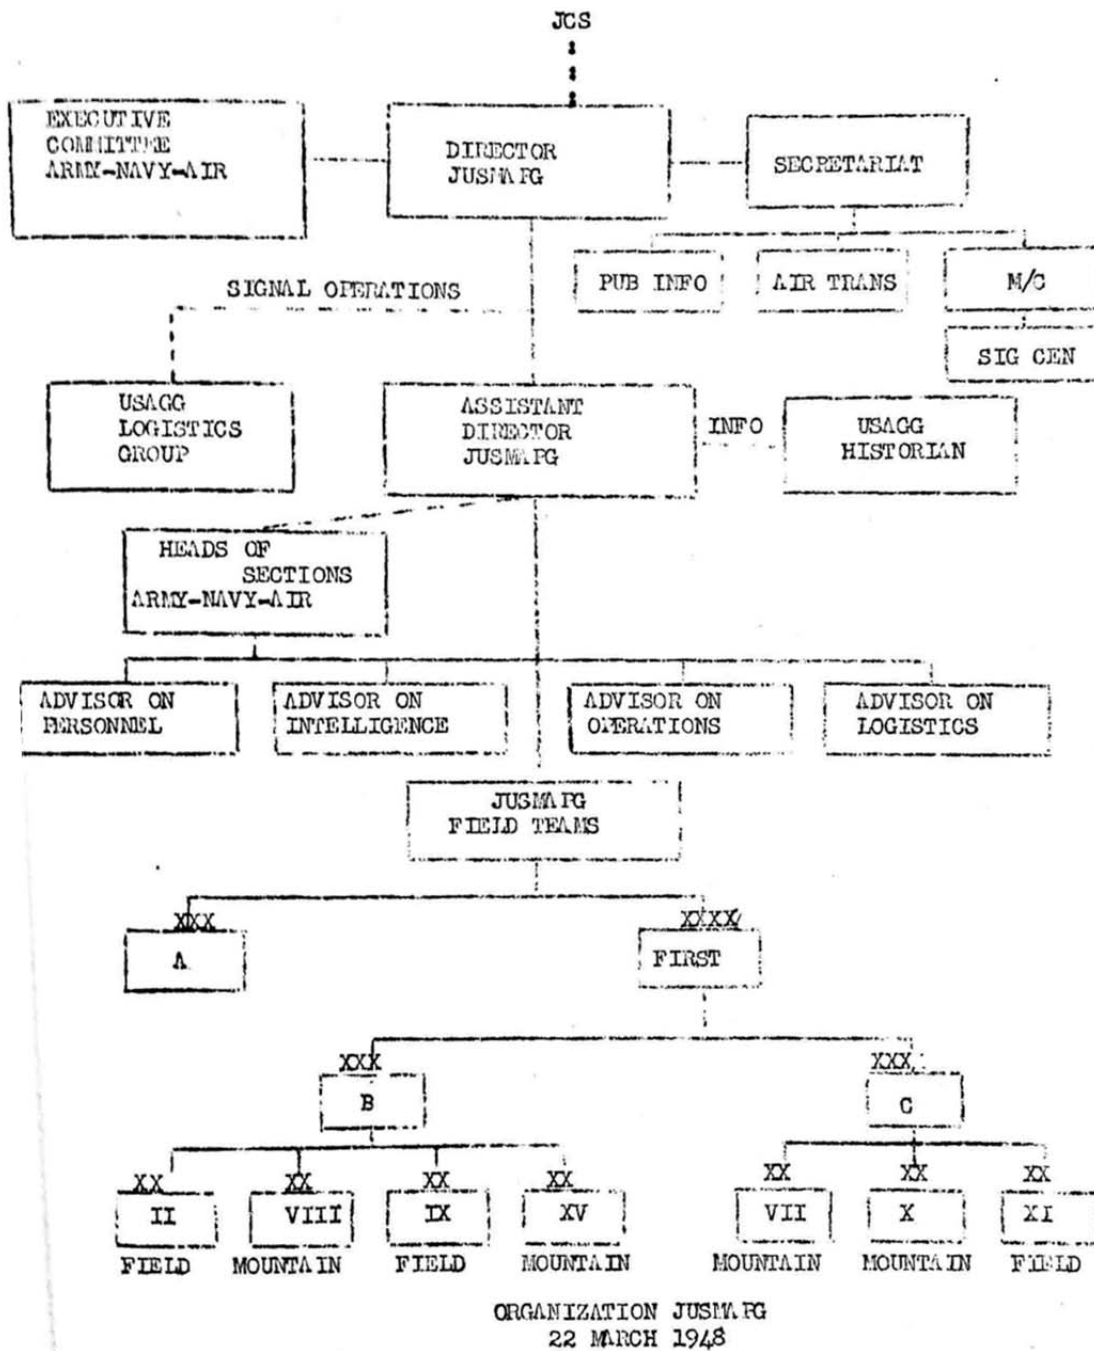 JCS
EXECUTIVE
COMMITTEE
ARMY-NAVY-AIR
DIRECTOR
JUSMAPG
SECRETARIAT
PUB INFO
AIR TRANS
M/C
SIG CEN
SIGNAL OPERATIONS
USAGG
LOGISTICS
GROUP
ASSISTANT
DIRECTOR
JUSMAPG
INFO
USAGG
HISTORIAN
HEADS OF
SECTIONS
ARMY-NAVY-AIR
ADVISOR ON
PERSONNEL
ADVISOR ON
INTELLIGENCE
ADVISOR ON
OPERATIONS
ADVISOR ON
LOGISTICS
JUSMAPG
FIELD TEAMS
XXX
A
XXXX
FIRST
XXX
B
XXX
C
XX
II
FIELD
XX
VIII
MOUNTAIN
XX
IX
FIELD
XX
XV
MOUNTAIN
XX
VII
MOUNTAIN
XX
X
MOUNTAIN
XX
XI
FIELD
ORGANIZATION JUSMAPG
22 MARCH 1948